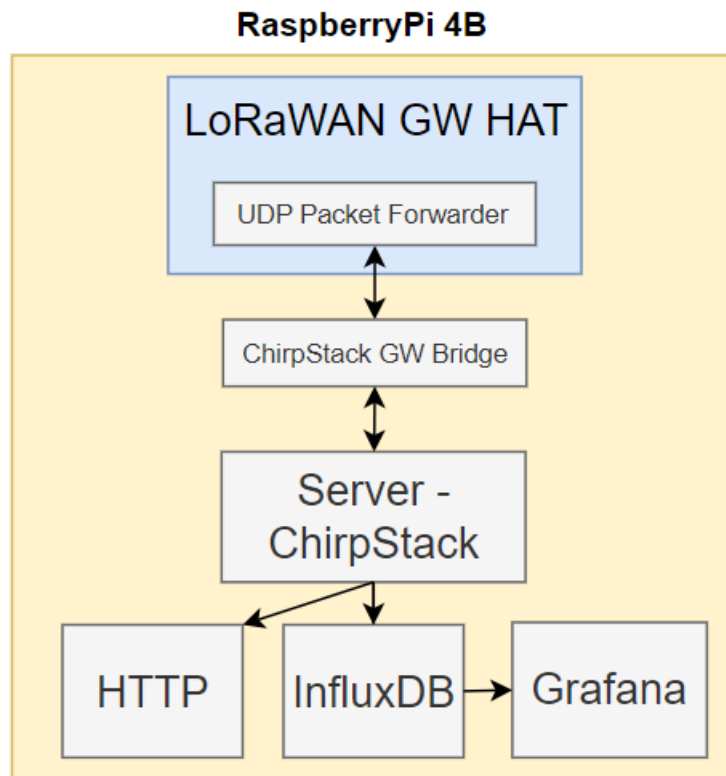 RaspberryPi 4B
LoRaWAN GW HAT
UDP Packet Forwarder
ChirpStack GW Bridge
Server -
ChirpStack
HTTP
InfluxDB
Grafana